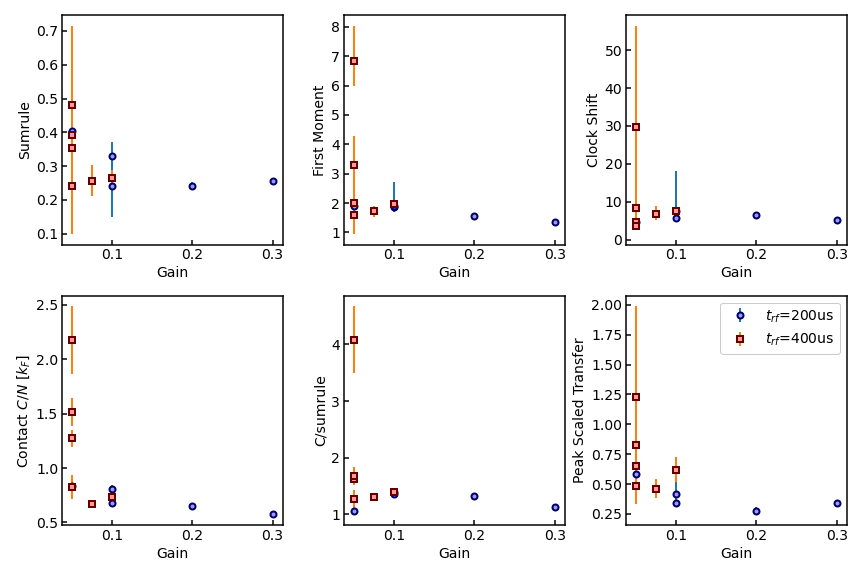 0.7
0.6
0.5
0.4
0.3
0.2
0.1
Sumrule
0.1 0.2 0.3
Gain
8
7
6
5
4
3
2
1
First Moment
0.1 0.2 0.3
Gain
50
40
30
20
10
0
Clock Shift
0.1 0.2 0.3
Gain
2.5
2.0
1.5
1.0
0.5
Contact C/N [k_F]
0.1 0.2 0.3
Gain
4
3
2
1
C/sumrule
0.1 0.2 0.3
Gain
2.00
1.75
1.50
1.25
1.00
0.75
0.50
0.25
Peak Scaled Transfer
t_rf=200us
t_rf=400us
0.1 0.2 0.3
Gain